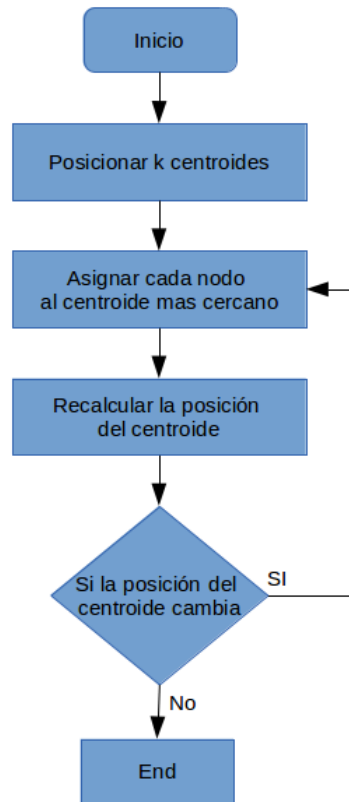 Inicio
Posicionar k centroides
Asignar cada nodo
al centroide mas cercano
Recalcular la posición
del centroide
Si la posición del
centroide cambia
SI
No
End